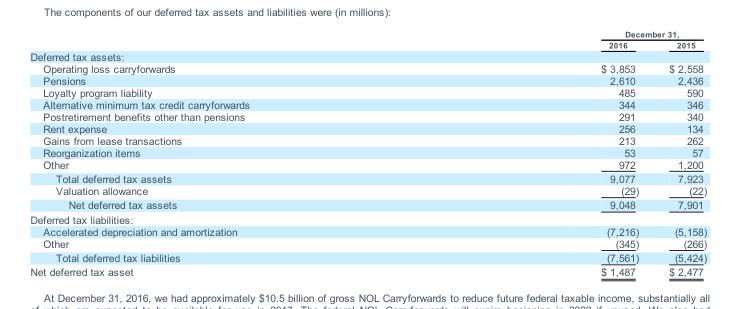 The components of our deferred tax assets and liabilities were (in millions):
December 31,
2016 2015
Deferred tax assets:
Operating loss carryforwards $ 3,853 $ 2,558
Pensions 2,610 2,436
Loyalty program liability 485 590
Alternative minimum tax credit carryforwards 344 346
Postretirement benefits other than pensions 291 340
Rent expense 256 134
Gains from lease transactions 213 262
Reorganization items 53 57
Other 972 1,200
Total deferred tax assets 9,077 7,923
Valuation allowance (29) (22)
Net deferred tax assets 9,048 7,901
Deferred tax liabilities:
Accelerated depreciation and amortization (7,216) (5,158)
Other (345) (266)
Total deferred tax liabilities (7,561) (5,424)
Net deferred tax asset $ 1,487 $ 2,477
At December 31, 2016, we had approximately $10.5 billion of gross NOL Carryforwards to reduce future federal taxable income, substantially all